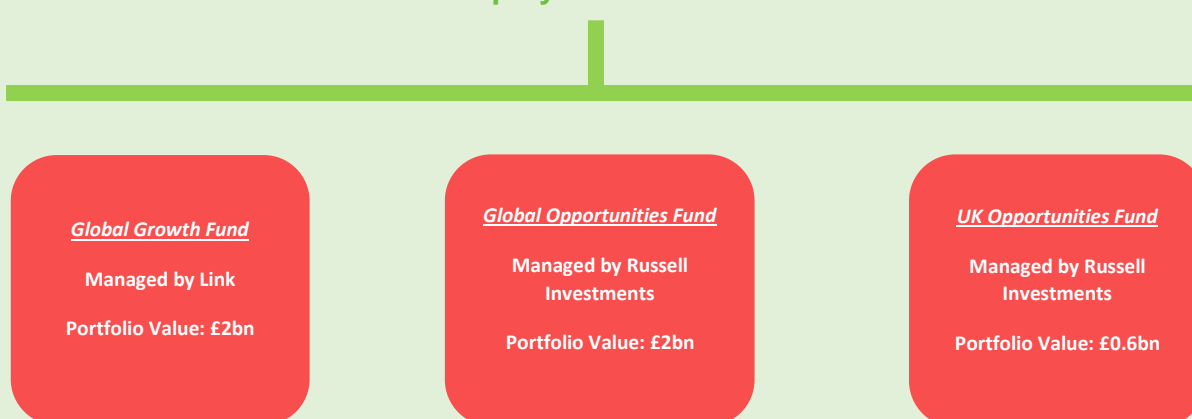 Global Growth Fund
Managed by Link
Portfolio Value: £2bn
Global Opportunities Fund
Managed by Russell
Investments
Portfolio Value: £2bn
UK Opportunities Fund
Managed by Russell
Investments
Portfolio Value: £0.6bn